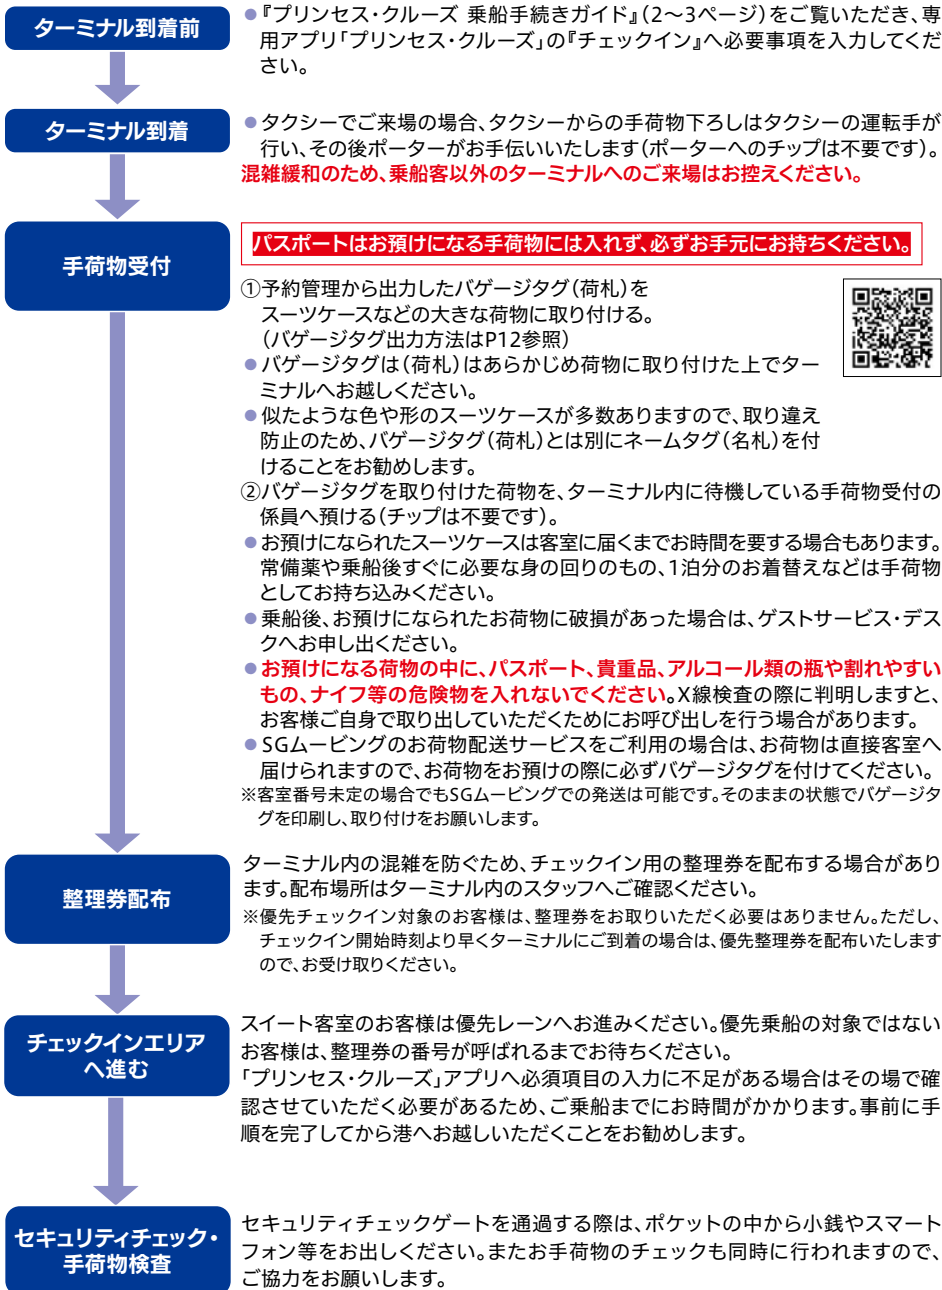 ターミナル到着前
●『プリンセス・クルーズ 乗船手続きガイド』(2〜3ページ)をご覧いただき、専
用アプリ「プリンセス・クルーズ」の『チェックイン』へ必要事項を入力してくだ
さい。
ターミナル到着
●タクシーでご来場の場合、タクシーからの手荷物下ろしはタクシーの運転手が
行い、その後ポーターがお手伝いいたします(ポーターへのチップは不要です)。
混雑緩和のため、乗船客以外のターミナルへのご来場はお控えください。
手荷物受付
パスポートはお預けになる手荷物には入れず、必ずお手元にお持ちください。
①予約管理から出力したバゲージタグ(荷札)を
スーツケースなどの大きな荷物に取り付ける。
(バゲージタグ出力方法はP12参照)
●バゲージタグは(荷札)はあらかじめ荷物に取り付けた上でター
ミナルへお越しください。
●似たような色や形のスーツケースが多数ありますので、取り違え
防止のため、バゲージタグ(荷札)とは別にネームタグ(名札)を付
けることをお勧めします。
②バゲージタグを取り付けた荷物を、ターミナル内に待機している手荷物受付の
係員へ預ける(チップは不要です)。
●お預けになられたスーツケースは客室に届くまでお時間を要する場合もあります。
常備薬や乗船後すぐに必要な身の回りのもの、1泊分のお着替えなどは手荷物
としてお持ち込みください。
●乗船後、お預けになられたお荷物に破損があった場合は、ゲストサービス・デス
クへお申し出ください。
●お預けになる荷物の中に、パスポート、貴重品、アルコール類の瓶や割れやすい
もの、ナイフ等の危険物を入れないでください。X線検査の際に判明しますと、
お客様ご自身で取り出していただくためにお呼び出しを行う場合があります。
●SGムービングのお荷物配送サービスをご利用の場合は、お荷物は直接客室へ
届けられますので、お荷物をお預けの際に必ずバゲージタグを付けてください。
※客室番号未定の場合でもSGムービングでの発送は可能です。そのままの状態でバゲージタ
グを印刷し、取り付けをお願いします。
整理券配布
ターミナル内の混雑を防ぐため、チェックイン用の整理券を配布する場合があり
ます。配布場所はターミナル内のスタッフへご確認ください。
※優先チェックイン対象のお客様は、整理券をお取りいただく必要はありません。ただし、
チェックイン開始時刻より早くターミナルにご到着の場合は、優先整理券を配布いたします
ので、お受け取りください。
チェックインエリア
へ進む
スイート客室のお客様は優先レーンへお進みください。優先乗船の対象ではない
お客様は、整理券の番号が呼ばれるまでお待ちください。
「プリンセス・クルーズ」アプリへ必須項目の入力に不足がある場合はその場で確
認させていただく必要があるため、ご乗船までにお時間がかかります。事前に手
順を完了してから港へお越しいただくことをお勧めします。
セキュリティチェック・
手荷物検査
セキュリティチェックゲートを通過する際は、ポケットの中から小銭やスマート
フォン等をお出しください。またお手荷物のチェックも同時に行われますので、
ご協力をお願いします。